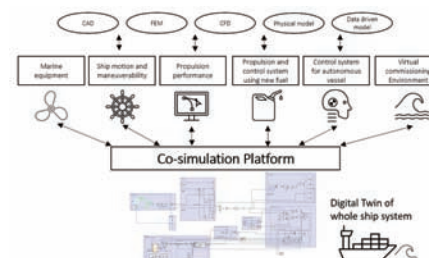 CAD
FEM
CFD
Physical model
Data driven
model
Marine
equipment
Ship motion and
maneuverability
Propulsion
performance
Propulsion and
control system
using new fuel
Control system
for autonomous
vessel
Virtual
commissioning
Environment
Co-simulation Platform
Digital Twin of
whole ship system